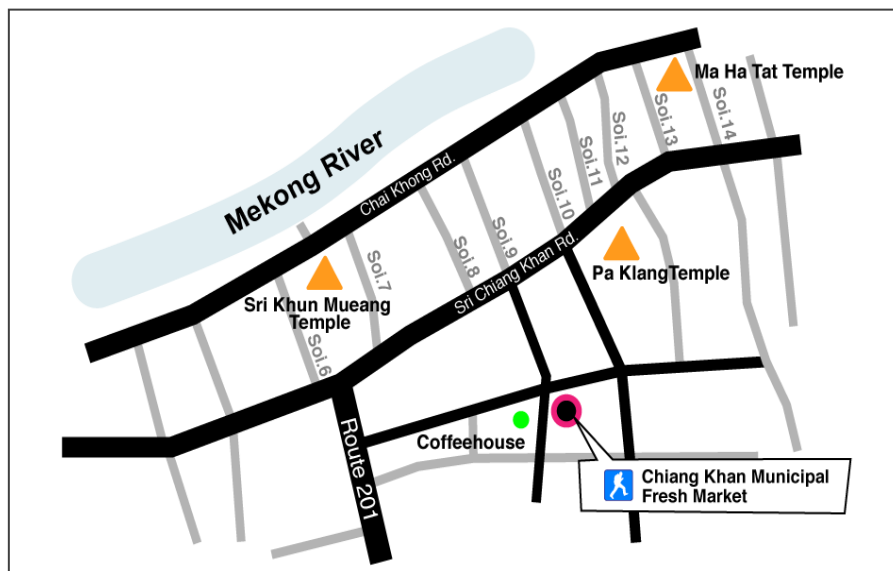 Ma Ha Tat Temple
Mekong River
Chai Khong Rd.
Soi.14
Soi.13
Soi.12
Soi.11
Soi.10
Soi.9
Soi.8
Soi.7
Soi.6
Sri Chiang Khan Rd.
Pa KlangTemple
Sri Khun Mueang
Temple
Route 201
Coffeehouse
Chiang Khan Municipal
Fresh Market